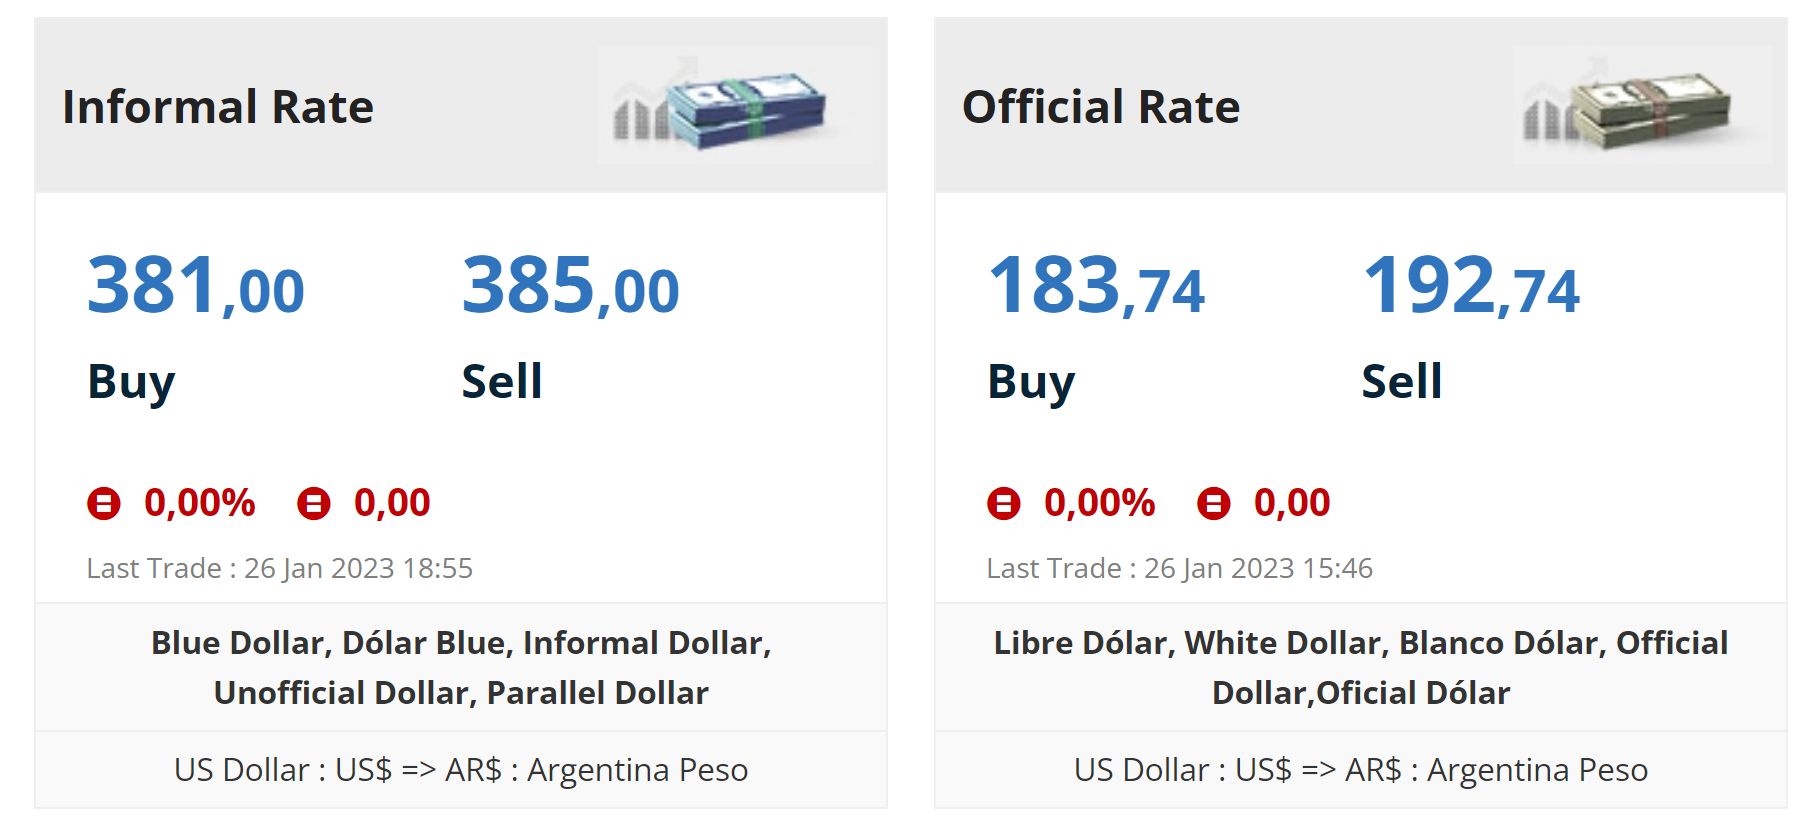 Informal Rate
381,00
385,00
Buy
Sell
0,00%
0,00
Last Trade : 26 Jan 2023 18:55
Blue Dollar, Dólar Blue, Informal Dollar,
Unofficial Dollar, Parallel Dollar
US Dollar : US$ => AR$ : Argentina Peso
Official Rate
183,74
192,74
Buy
Sell
0,00%
0,00
Last Trade : 26 Jan 2023 15:46
Libre Dólar, White Dollar, Blanco Dólar, Official
Dollar,Oficial Dólar
US Dollar : US$ => AR$ : Argentina Peso